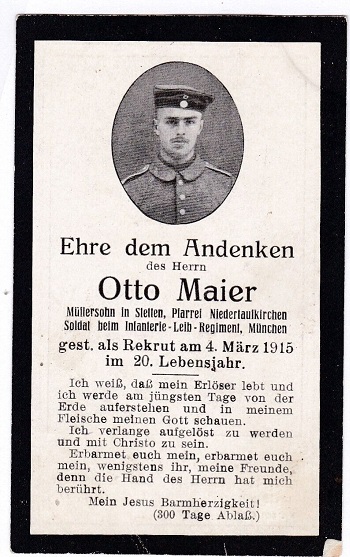 Ehre dem Andenken
des Herrn
Otto Maier
Müllersohn in Stetten, Pfarrei Niedertaufkirchen
Soldat beim Infanterie-Leib-Regiment, München
gest. als Rekrut am 4. März 1915
im 20. Lebensjahr.
Ich weiß, daß mein Erlöser lebt und
ich werde am jüngsten Tage von der
Erde auferstehen und in meinem
Fleische meinen Gott schauen.
Ich verlange aufgelöst zu werden
und mit Christo zu sein.
Erbarmet euch mein, erbarmet euch
mein, wenigstens ihr, meine Freunde,
denn die Hand des Herrn hat mich
berührt.
Mein Jesus Barmherzigkeit!
(300 Tage Ablaß.)